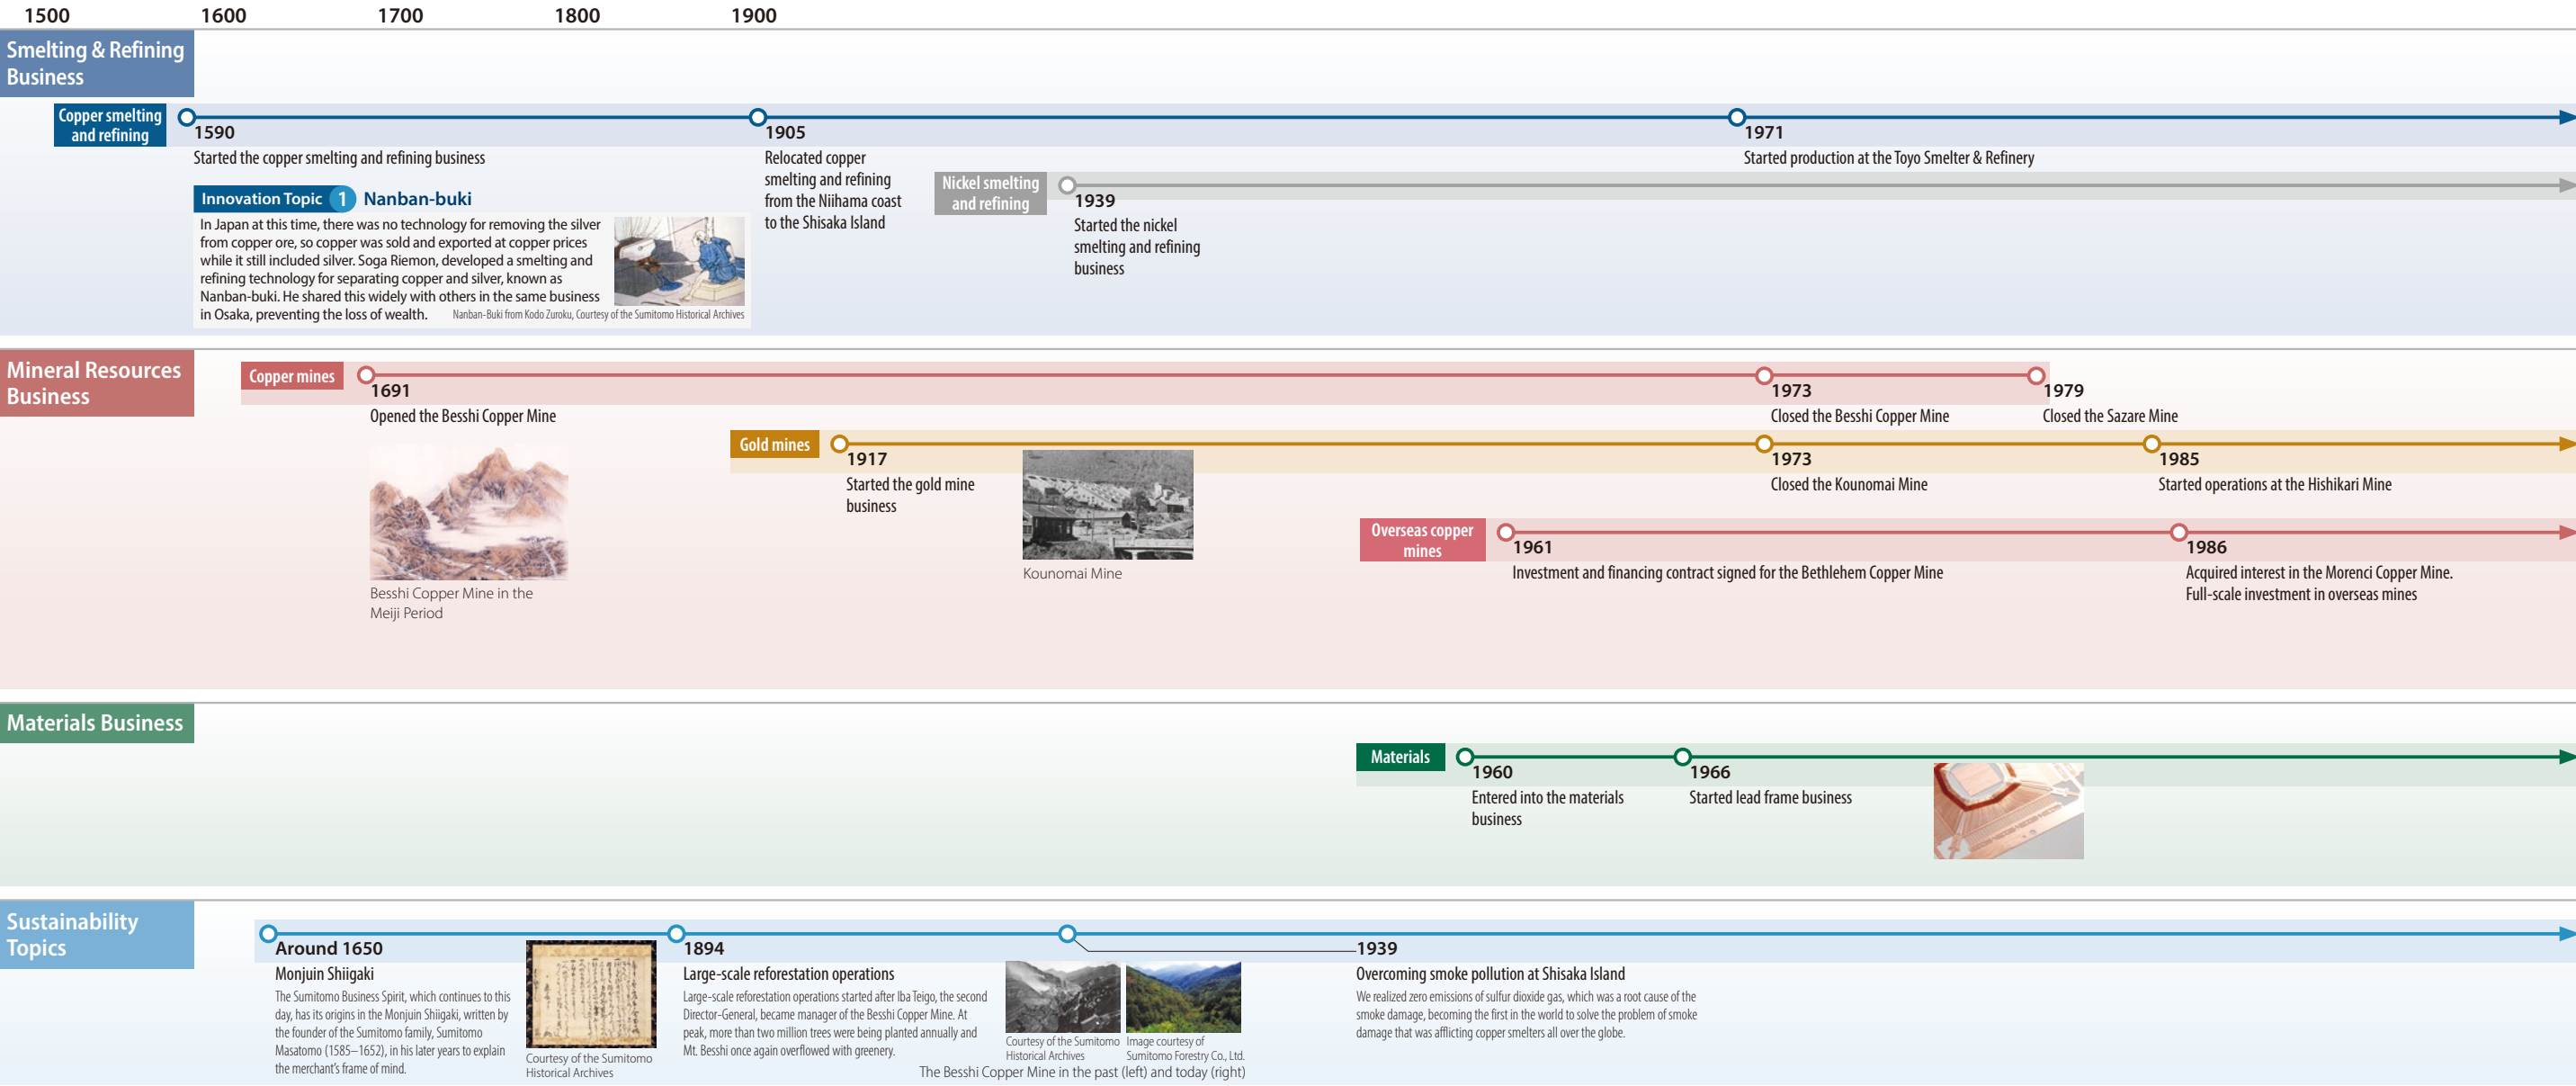 1500 1600 1700 1800 1900
Smelting & Refining
Business
Copper smelting
and refining
1590
Started the copper smelting and refining business
1905
Relocated copper
smelting and refining
from the Niihama coast
to the Shisaka Island
1971
Started production at the Toyo Smelter & Refinery
Nickel smelting
and refining
1939
Started the nickel
smelting and refining
business
Innovation Topic 1 Nanban-buki
In Japan at this time, there was no technology for removing the silver
from copper ore, so copper was sold and exported at copper prices
while it still included silver. Soga Riemon, developed a smelting and
refining technology for separating copper and silver, known as
Nanban-buki. He shared this widely with others in the same business
in Osaka, preventing the loss of wealth.
Nanban-Buki from Kodo Zuroku, Courtesy of the Sumitomo Historical Archives
Mineral Resources
Business
Copper mines
1691
Opened the Besshi Copper Mine
1973
Closed the Besshi Copper Mine
1979
Closed the Sazare Mine
Besshi Copper Mine in the
Meiji Period
Gold mines
1917
Started the gold mine
business
Kounomai Mine
1973
Closed the Kounomai Mine
1985
Started operations at the Hishikari Mine
Overseas copper
mines
1961
Investment and financing contract signed for the Bethlehem Copper Mine
1986
Acquired interest in the Morenci Copper Mine.
Full-scale investment in overseas mines
Materials Business
Materials
1960
Entered into the materials
business
1966
Started lead frame business
Sustainability
Topics
Around 1650
Monjuin Shiigaki
The Sumitomo Business Spirit, which continues to this
day, has its origins in the Monjuin Shiigaki, written by
the founder of the Sumitomo family, Sumitomo
Masatomo (1585–1652), in his later years to explain
the merchant's frame of mind.
Courtesy of the Sumitomo
Historical Archives
1894
Large-scale reforestation operations
Large-scale reforestation operations started after Iba Teigo, the second
Director-General, became manager of the Besshi Copper Mine. At
peak, more than two million trees were being planted annually and
Mt. Besshi once again overflowed with greenery.
Courtesy of the Sumitomo
Historical Archives
Image courtesy of
Sumitomo Forestry Co., Ltd.
The Besshi Copper Mine in the past (left) and today (right)
1939
Overcoming smoke pollution at Shisaka Island
We realized zero emissions of sulfur dioxide gas, which was a root cause of the
smoke damage, becoming the first in the world to solve the problem of smoke
damage that was afflicting copper smelters all over the globe.